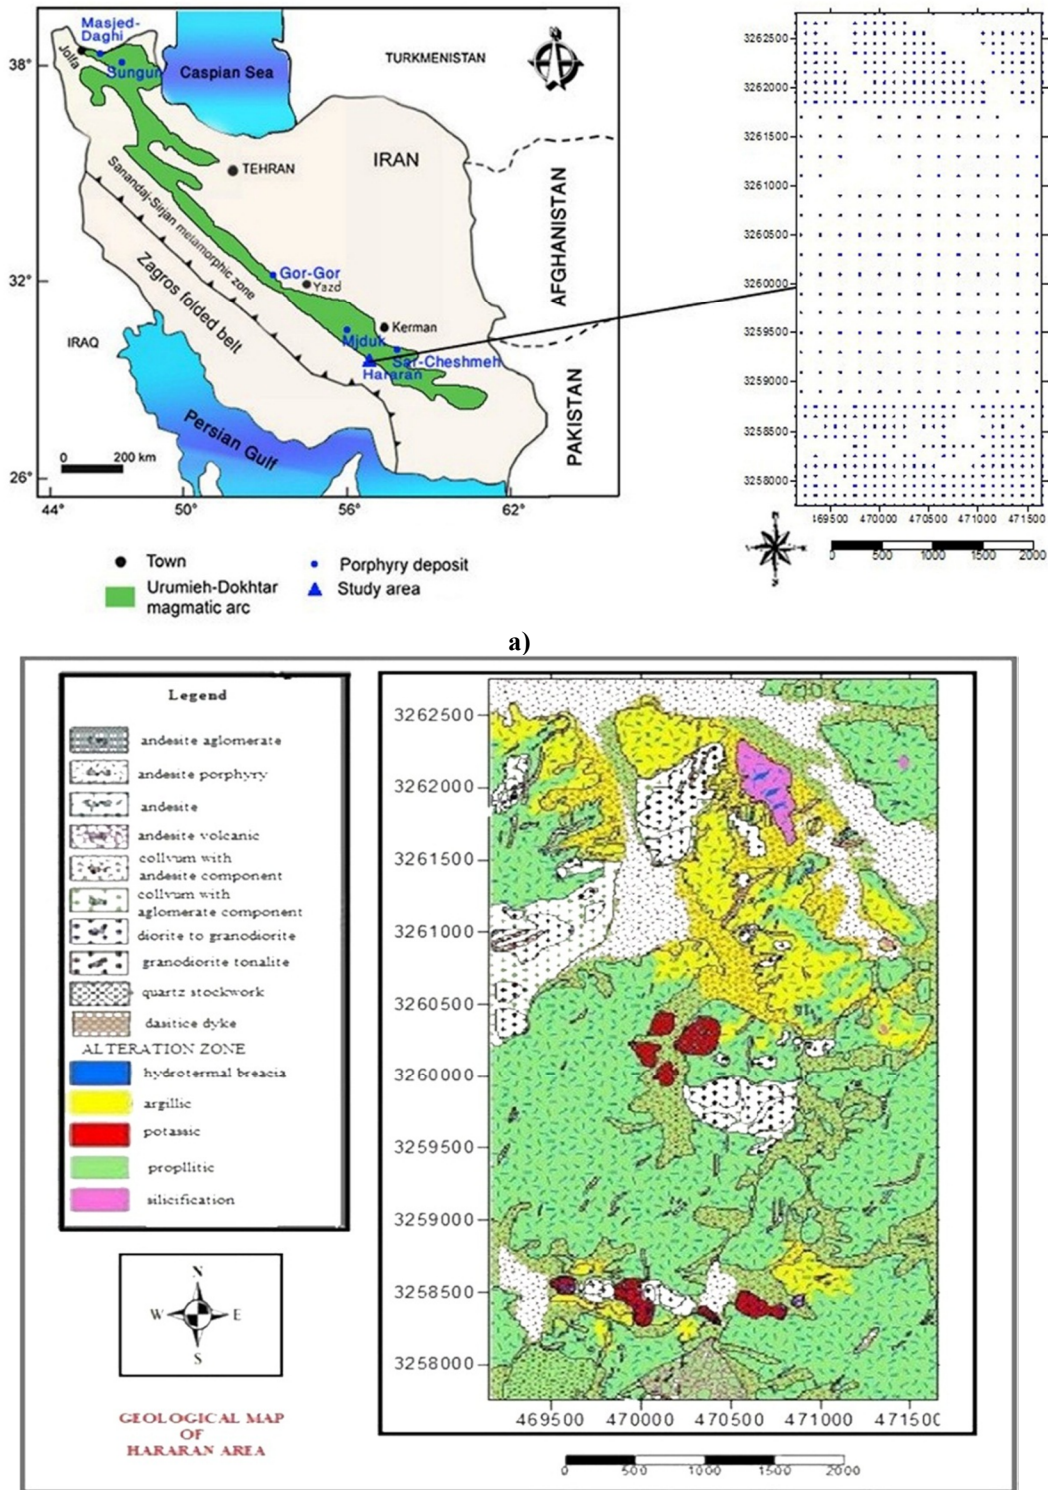 Masjed-
Daghi
Jolfa
Sungun
Caspian Sea
TURKMENISTAN
38°
TEHRAN
IRAN
Sanandaj-Sirjan metamorphic zone
AFGHANISTAN
Zagros folded belt
32°
Gor-Gor
Yazd
IRAQ
Kerman
Mjduk
Sar-Cheshmeh
Hararan
PAKISTAN
Persian Gulf
0 200 km
26°
44° 50° 56° 62°
Town
Porphyry deposit
Urumieh-Dokhtar
magmatic arc
Study area
3262500
3262000
3261500
3261000
3260500
3260000
3259500
3259000
3258500
3258000
469500 470000 470500 471000 471500
0 500 1000 1500 2000
a)
Legend
andesite aglomerate
andesite porphyry
andesite
andesite volcanic
collvum with
andesite component
collvum with
aglomerate component
diorite to granodiorite
granodiorite tonalite
quartz stockwork
dasitice dyke
ALTERATION ZONE
hydrotermal breacia
argillic
potassic
propllitic
silicification
N
W E
S
GEOLOGICAL MAP
OF
HARARAN AREA
3262500
3262000
3261500
3261000
3260500
3260000
3259500
3259000
3258500
3258000
469500 470000 470500 471000 471500
0 500 1000 1500 2000